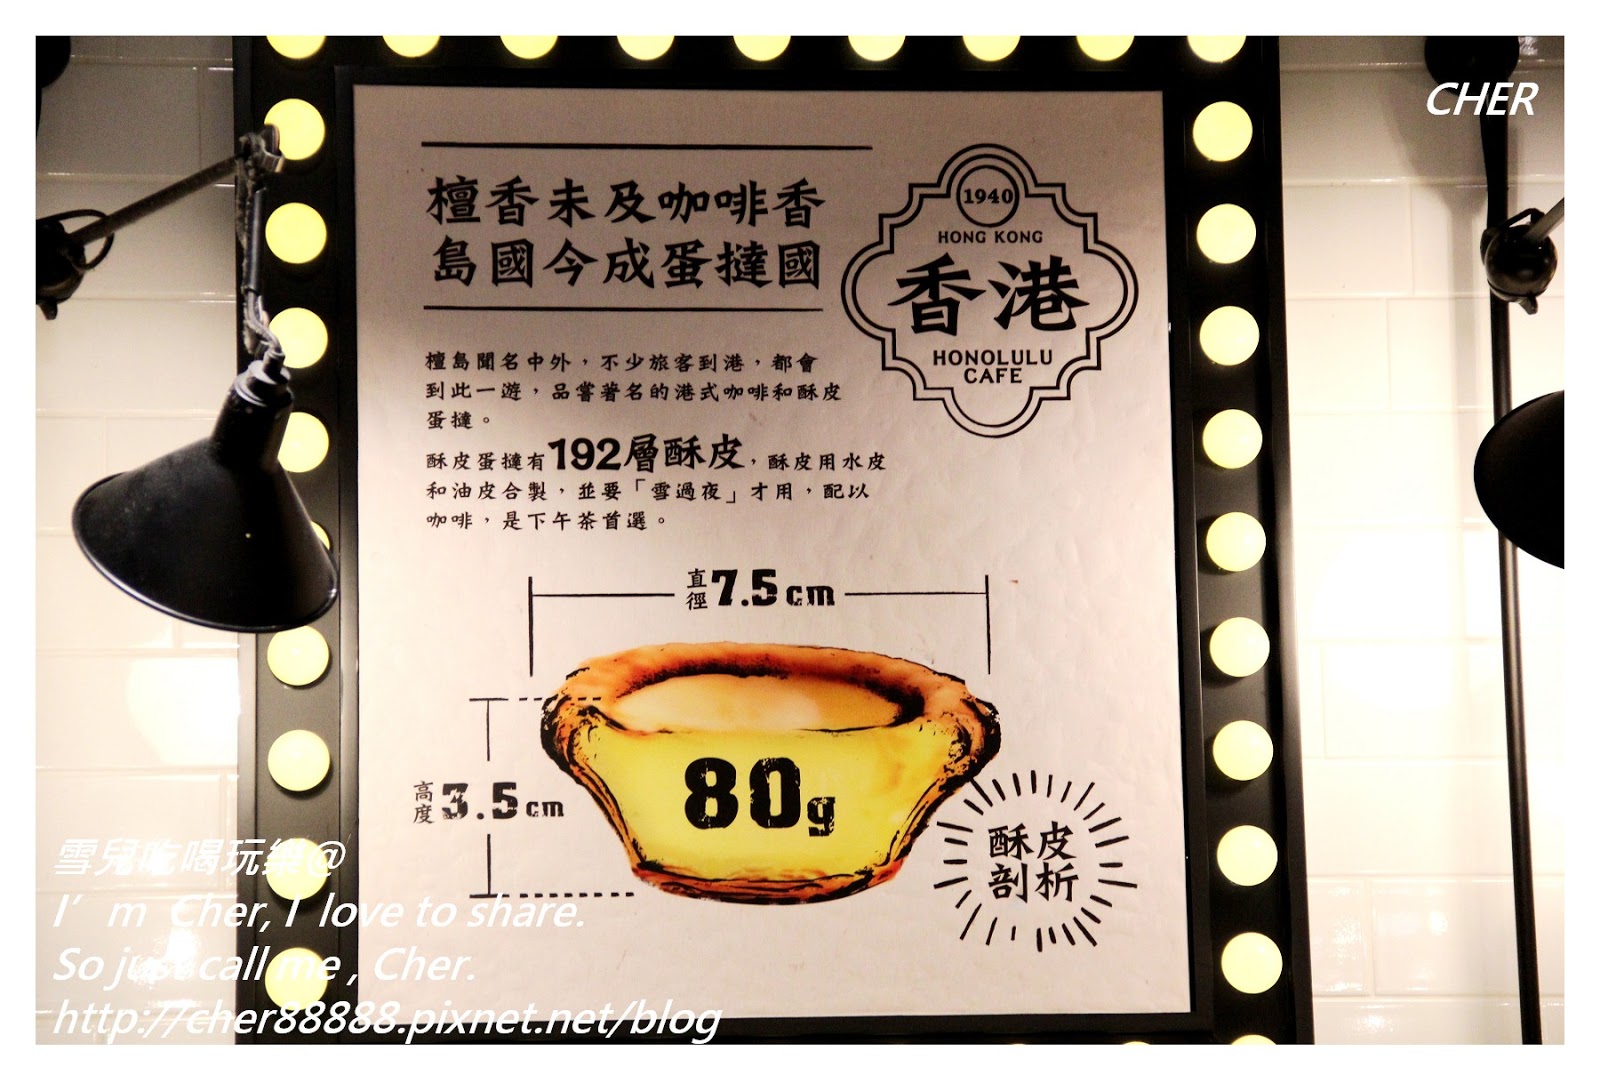 CHER
檀香未及咖啡香
島國今成蛋撻國
1940
HONG KONG
香港
HONOLULU
CAFE
檀島聞名中外，不少旅客到港，都會
到此一遊，品嘗著名的港式咖啡和酥皮
蛋撻。
酥皮蛋撻有192層酥皮，酥皮用水皮
和油皮合製，並要「雪過夜」才用，配以
咖啡，是下午茶首選。
直徑7.5cm
高度3.5cm
80g
酥皮
剖析
雪兒吃喝玩樂@
I'm Cher, I love to share.
So just call me , Cher.
http://cher88888.pixnet.net/blog